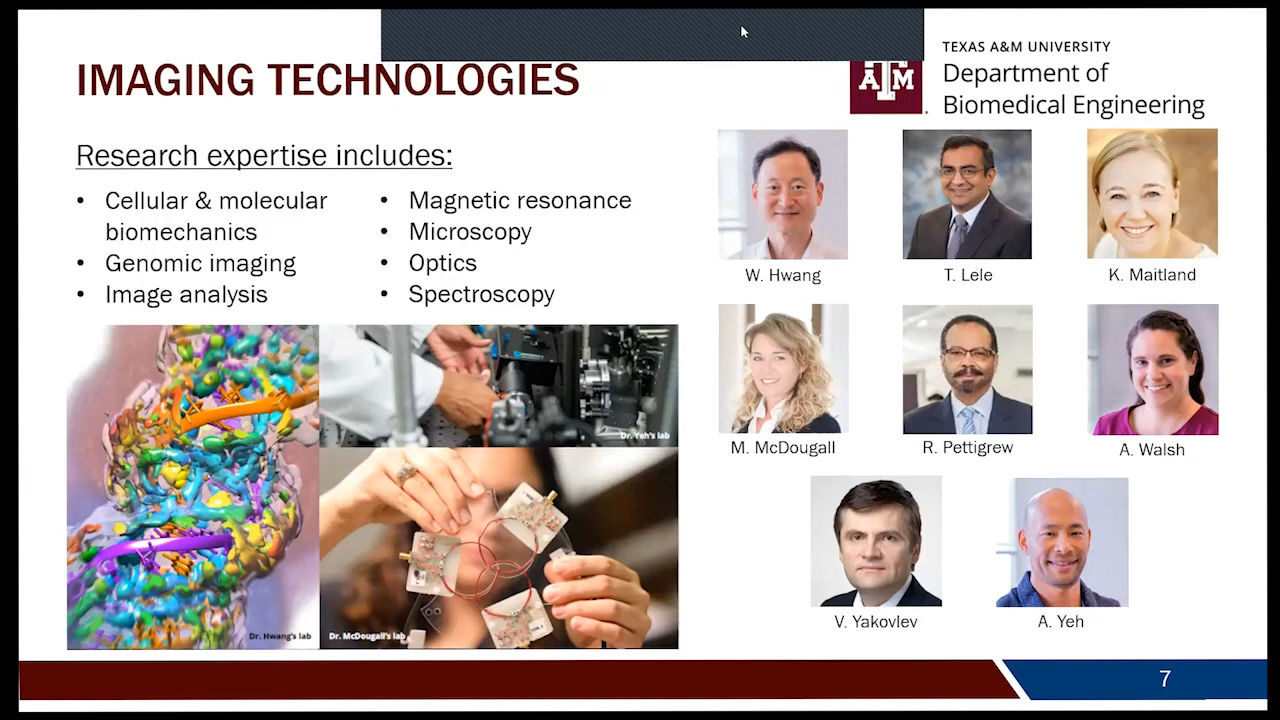 IMAGING TECHNOLOGIES
TEXAS A&M UNIVERSITY
Department of
Biomedical Engineering
A M
Research expertise includes:
• Cellular & molecular
biomechanics
• Genomic imaging
• Image analysis
• Magnetic resonance
• Microscopy
• Optics
• Spectroscopy
W. Hwang
T. Lele
K. Maitland
M. McDougall
R. Pettigrew
A. Walsh
V. Yakovlev
A. Yeh
Dr. Yeh's lab
Dr. Hwang's lab
Dr. McDougall's lab
7